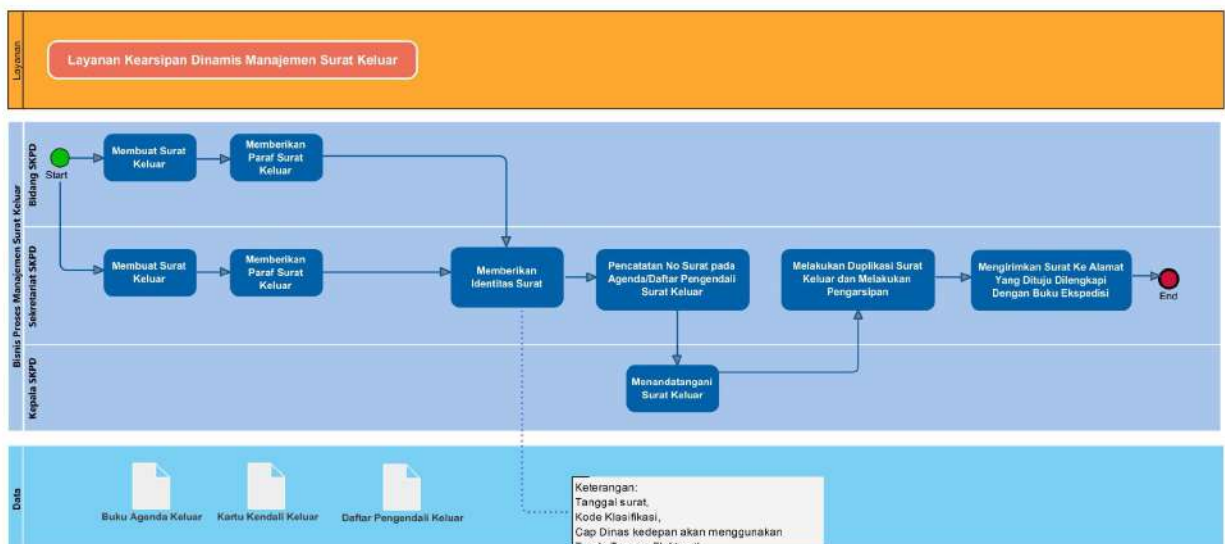 Layanan
Layanan Kearsipan Dinamis Manajemen Surat Keluar
Bisnis Proses Manajemen Surat Keluar
Bidang SKPD
Start
Membuat Surat
Keluar
Memberikan
Paraf Surat
Keluar
Sekretariat SKPD
Membuat Surat
Keluar
Memberikan
Paraf Surat
Keluar
Memberikan
Identitas Surat
Pencatatan No Surat pada
Agenda/Daftar Pengendali
Surat Keluar
Melakukan Duplikasi Surat
Keluar dan Melakukan
Pengarsipan
Mengirimkan Surat Ke Alamat
Yang Dituju Dilengkapi
Dengan Buku Ekspedisi
End
Kepala SKPD
Menandatangani
Surat Keluar
Data
Buku Agenda Keluar
Kartu Kendali Keluar
Daftar Pengendali Keluar
Keterangan:
Tanggal surat,
Kode Klasifikasi,
Cap Dinas kedepan akan menggunakan